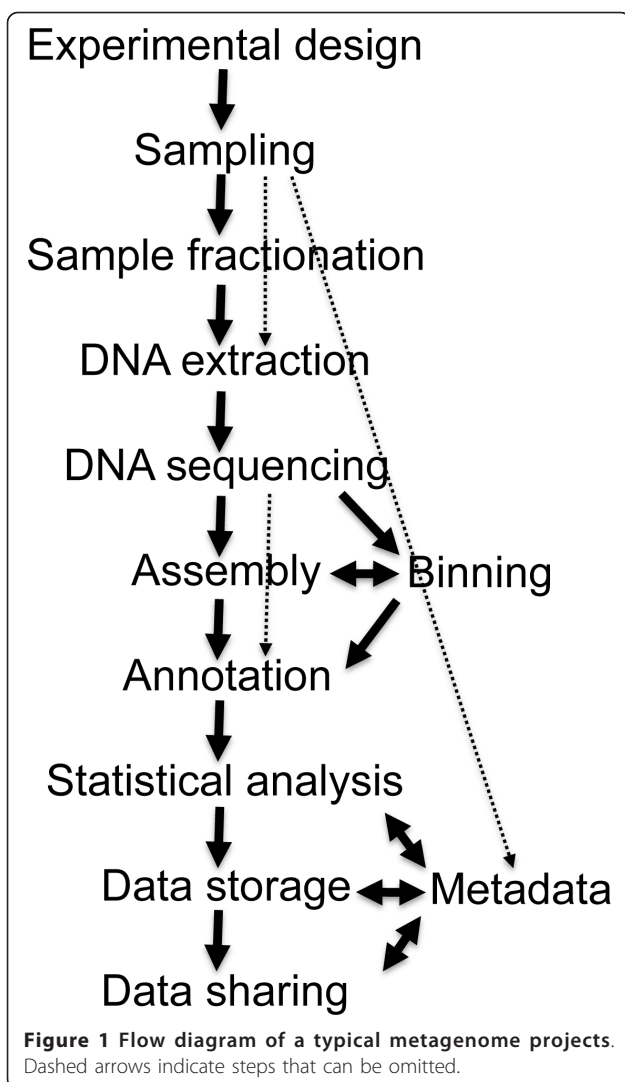 Experimental design
Sampling
Sample fractionation
DNA extraction
DNA sequencing
Assembly Binning
Annotation
Statistical analysis
Data storage Metadata
Data sharing
Figure 1 Flow diagram of a typical metagenome projects.
Dashed arrows indicate steps that can be omitted.